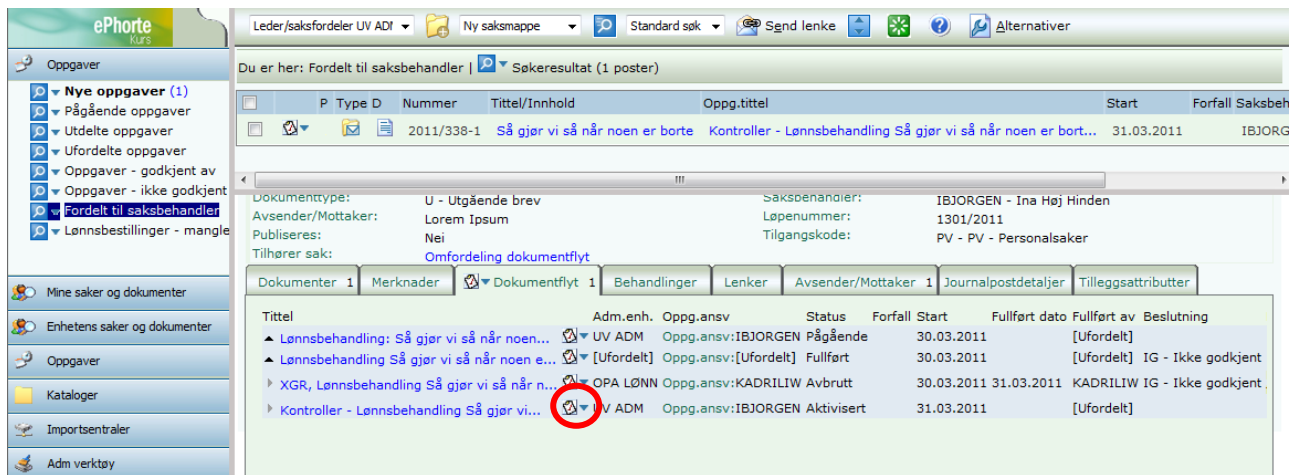 ePhorte
Kurs
Leder/saksfordeler UV ADM
Ny saksmappe
Standard søk
Send lenke
Alternativer
Oppgaver
Nye oppgaver (1)
Pågående oppgaver
Utdelte oppgaver
Ufordelte oppgaver
Oppgaver - godkjent av
Oppgaver - ikke godkjent
Fordelt til saksbehandler
Lønnsbestillinger - mangle
Mine saker og dokumenter
Enhetens saker og dokumenter
Oppgaver
Kataloger
Importsentraler
Adm verktøy
Du er her: Fordelt til saksbehandler | Søkeresultat (1 poster)
P Type D Nummer Tittel/Innhold Oppg.tittel Start Forfall Saksbeh
2011/338-1 Så gjør vi så når noen er borte Kontroller - Lønnsbehandling Så gjør vi så når noen er bort... 31.03.2011 IBJORG
Dokumenttype: U - Utgående brev Saksbehandler: IBJORGEN - Ina Høj Hinden
Avsender/Mottaker: Lorem Ipsum Løpenummer: 1301/2011
Publiseres: Nei Tilgangskode: PV - PV - Personalsaker
Tilhører sak: Omfordeling dokumentflyt
Dokumenter 1 Merknader Dokumentflyt 1 Behandlinger Lenker Avsender/Mottaker 1 Journalpostdetaljer Tilleggsattributter
Tittel Adm.enh. Oppg.ansv Status Forfall Start Fullført dato Fullført av Beslutning
Lønnsbehandling: Så gjør vi så når noen... UV ADM Oppg.ansv:IBJORGEN Pågående 30.03.2011 [Ufordelt]
Lønnsbehandling Så gjør vi så når noen e... [Ufordelt] Oppg.ansv:[Ufordelt] Fullført 30.03.2011 [Ufordelt] IG - Ikke godkjent
XGR, Lønnsbehandling Så gjør vi så når n... OPA LØNN Oppg.ansv:KADRILIW Avbrutt 30.03.2011 31.03.2011 KADRILIW IG - Ikke godkjent
Kontroller - Lønnsbehandling Så gjør vi... UV ADM Oppg.ansv:IBJORGEN Aktivisert 31.03.2011 [Ufordelt]